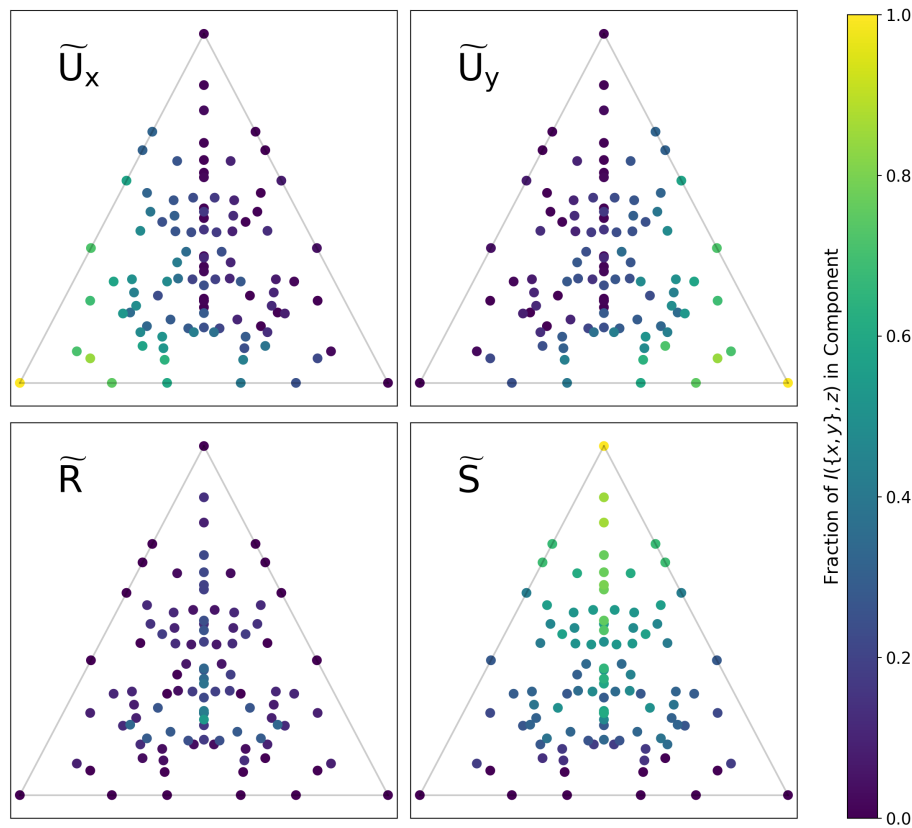 Ũx
Ũy
R̃
S̃
1.0
0.8
0.6
0.4
0.2
0.0
Fraction of I({x, y}, z) in Component